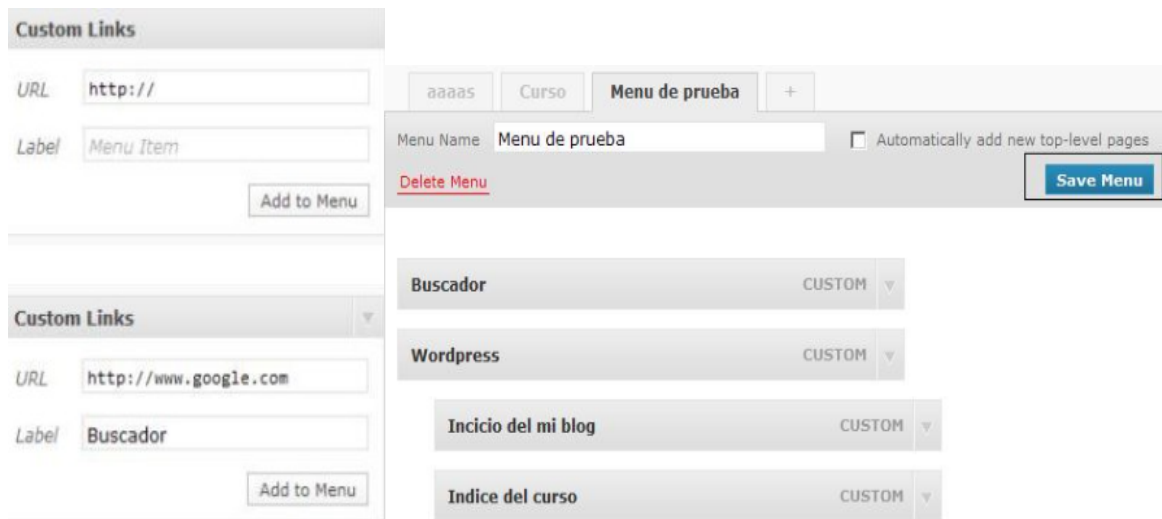 Custom Links
URL http://
Label Menu Item
Add to Menu
Custom Links
URL http://www.google.com
Label Buscador
Add to Menu
aaaas Curso Menu de prueba +
Menu Name Menu de prueba Automatically add new top-level pages
Delete Menu Save Menu
Buscador CUSTOM
Wordpress CUSTOM
Incicio del mi blog CUSTOM
Indice del curso CUSTOM